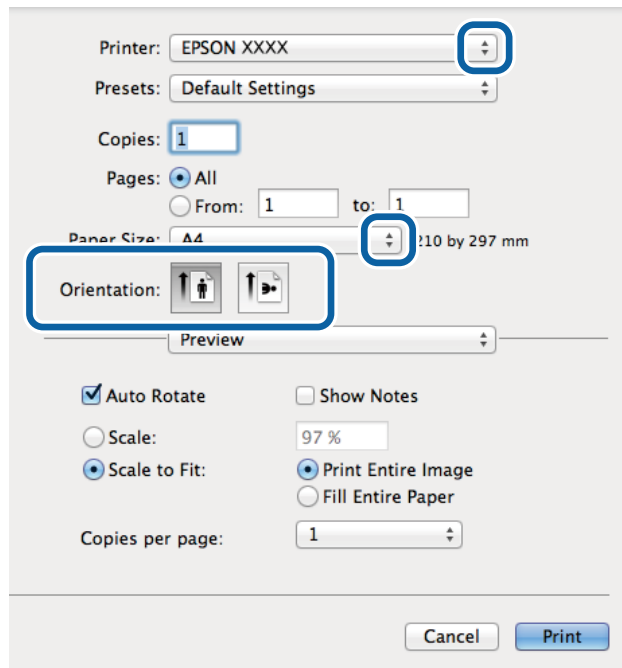 Printer: EPSON XXXX
Presets: Default Settings
Copies: 1
Pages: All
From: 1 to: 1
Paper Size: A4 210 by 297 mm
Orientation:
Preview
Auto Rotate Show Notes
Scale: 97 %
Scale to Fit: Print Entire Image
Fill Entire Paper
Copies per page: 1
Cancel Print